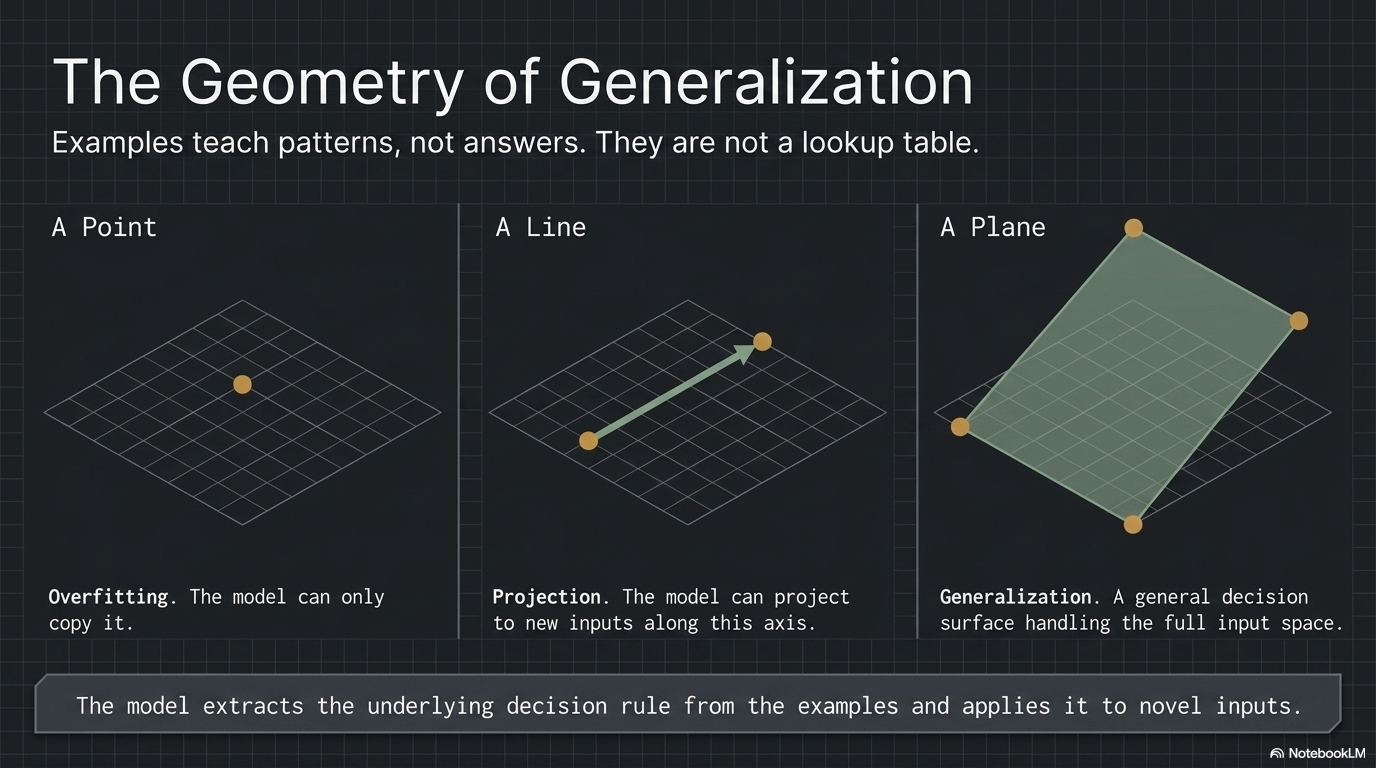 The Geometry of Generalization
Examples teach patterns, not answers. They are not a lookup table.
A Point
Overfitting. The model can only
copy it.
A Line
Projection. The model can project
to new inputs along this axis.
A Plane
Generalization. A general decision
surface handling the full input space.
The model extracts the underlying decision rule from the examples and applies it to novel inputs.
NotebookLM